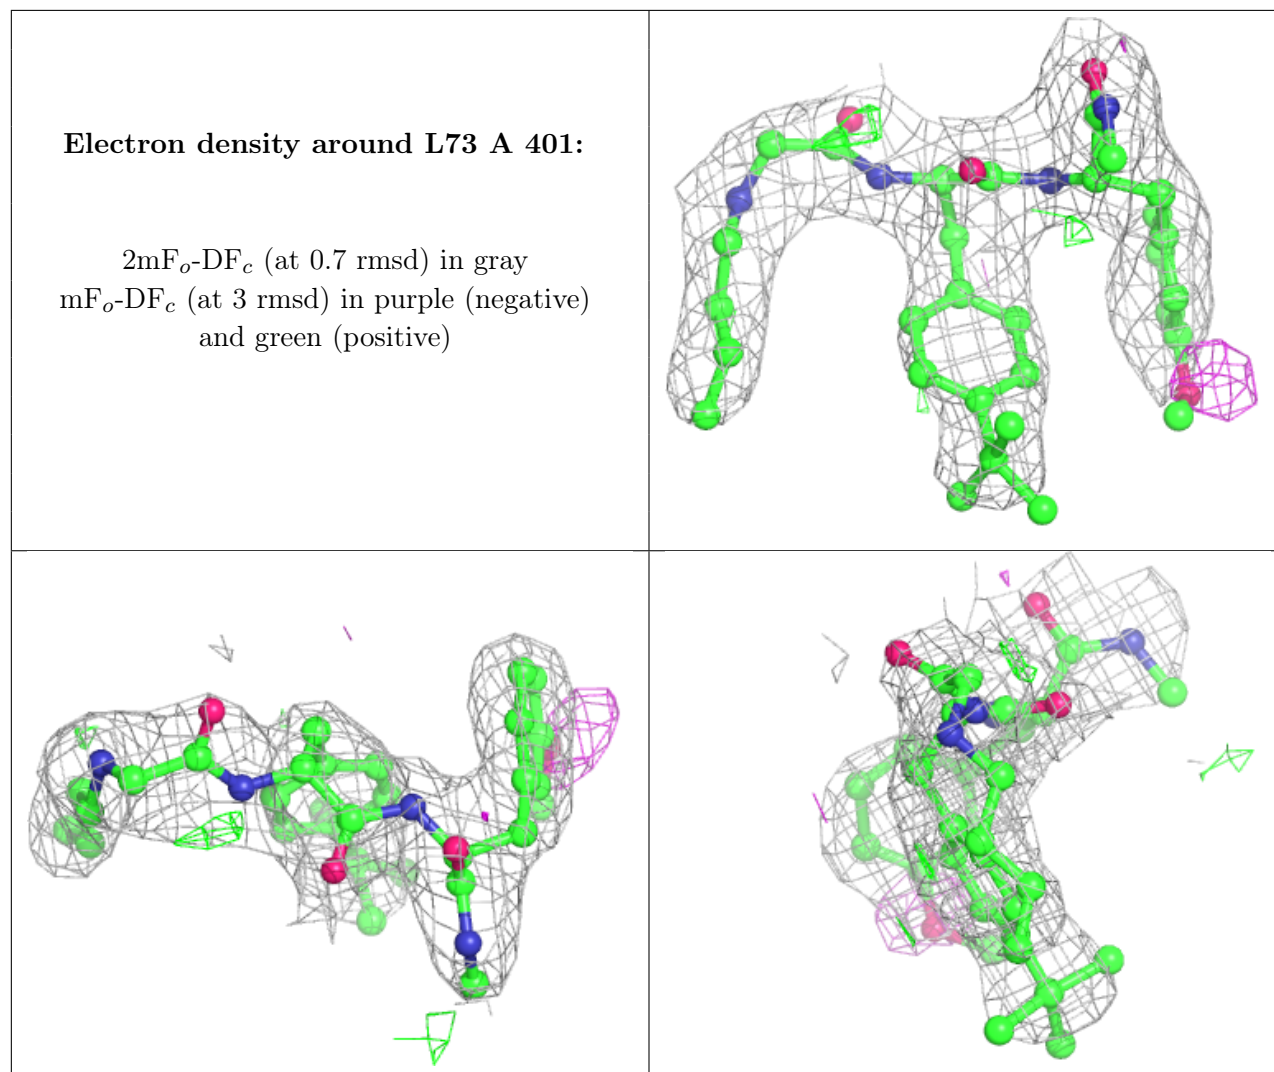 Electron density around L73 A 401:
2mFo-DFc (at 0.7 rmsd) in gray
mFo-DFc (at 3 rmsd) in purple (negative)
and green (positive)